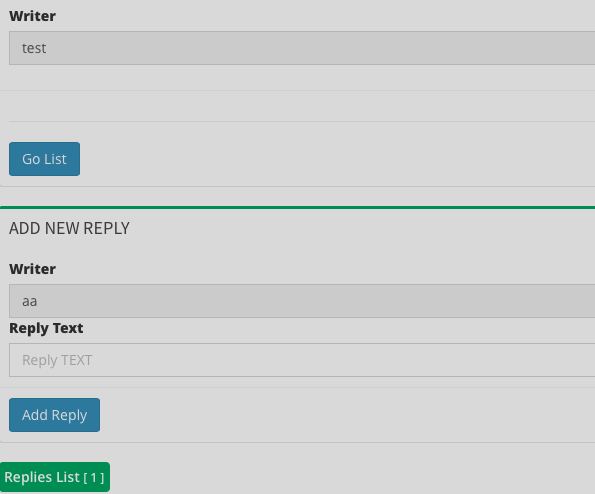 Writer
test
Go List
ADD NEW REPLY
Writer
aa
Reply Text
Reply TEXT
Add Reply
Replies List [ 1 ]